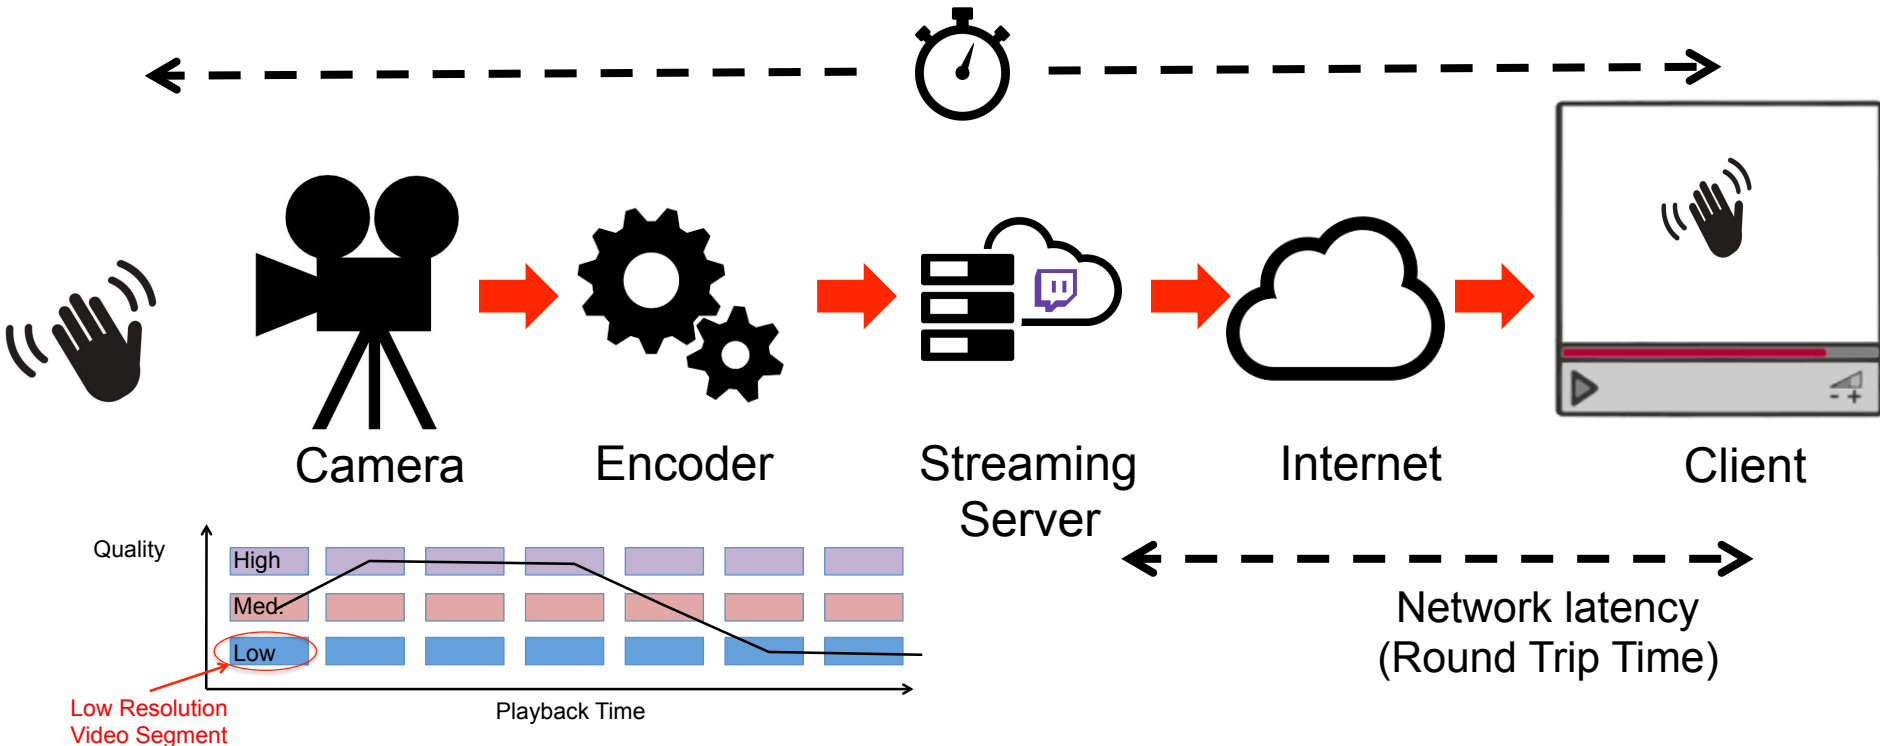 Camera
Encoder
Streaming
Server
Internet
Client
Network latency
(Round Trip Time)
Quality
High
Med.
Low
Low Resolution
Video Segment
Playback Time
- +